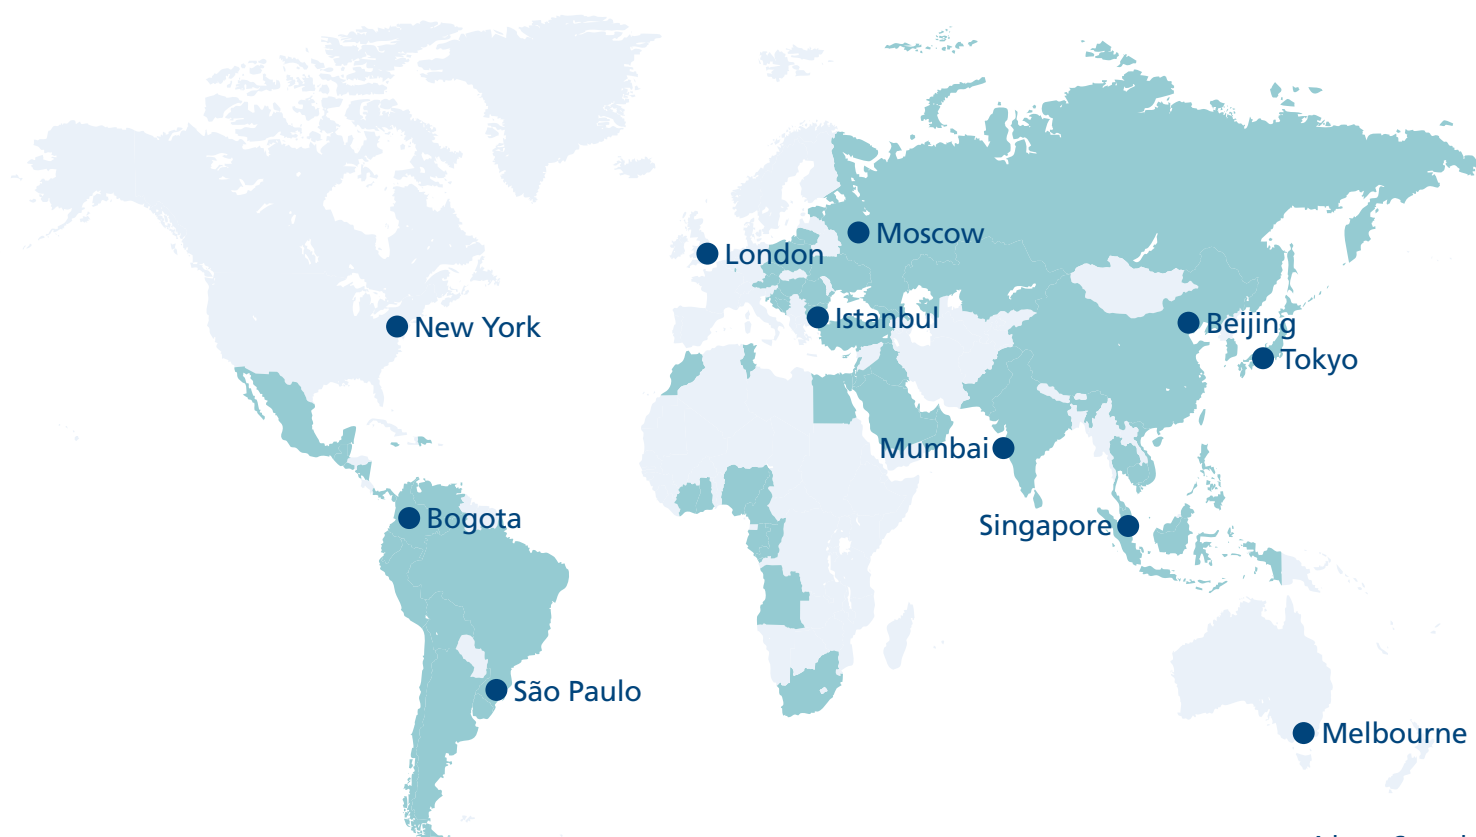 Moscow
London
Istanbul
Beijing
New York
Tokyo
Mumbai
Bogota
Singapore
São Paulo
Melbourne